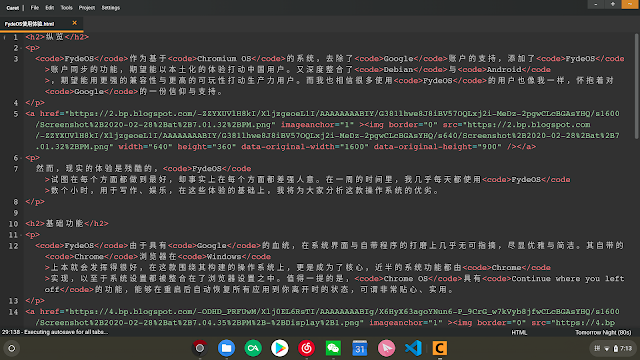 Caret | File Edit Tools Project Settings
FydeOS使用体验.html ×
1 <h2>纵览</h2>
2 <p>
3 <code>FydeOS</code>作为基于<code>Chromium OS</code>的系统，去除了<code>Google</code>账户的支持，添加了<code>FydeOS</code
>账户同步的功能，期望能以本土化的体验打动中国用户。又深度整合了<code>Debian</code>与<code>Android</code
>，期望能用更强的兼容性与更高的可玩性打动生产力用户。而我也相信很多使用<code>FydeOS</code>的用户也像我一样，怀抱着对
<code>Google</code>的一份信仰与支持。
4 </p>
5 <a href="https://2.bp.blogspot.com/-ZZYXUVlH8kI/XljzgeoeLlI/AAAAAAAABIY/G38llhwe8J8iBV57OQLxj2i-MeDz-2pgwCLcBGAsYHQ/s1600
/Screenshot%2B2020-02-28%2Bat%2B7.01.32%2BPM.png" imageanchor="1" ><img border="0" src="https://2.bp.blogspot.com
/-ZZYXUVlH8kI/XljzgeoeLlI/AAAAAAAABIY/G38llhwe8J8iBV57OQLxj2i-MeDz-2pgwCLcBGAsYHQ/s640/Screenshot%2B2020-02-28%2Bat%2B7
.01.32%2BPM.png" width="640" height="360" data-original-width="1600" data-original-height="900" /></a>
6 <p>
7 然而，现实的体验是残酷的，<code>FydeOS</code
>试图在每个方面都做到最好，却事实上在每个方面都差强人意。在一周的时间里，我几乎每天都使用<code>FydeOS</code
>数个小时，用于写作、娱乐，在这些体验的基础上，我将为大家分析这款操作系统的优劣。
8 </p>
9
10 <h2>基础功能</h2>
11 <p>
12 <code>FydeOS</code>由于具有<code>Google</code>的血统，在系统界面与自带程序的打磨上几乎无可指摘，尽显优雅与简洁。其自带的
<code>Chrome</code>浏览器在<code>Windows</code
>上本就会发挥得很好，在这款围绕其构建的操作系统上，更是成为了核心，近半的系统功能都由<code>Chrome</code
>实现，以至于系统设置都被整合在了浏览器设置之中。值得一提的是，<code>Chrome OS</code>具有<code>Continue where you left
off</code>的功能，能够在重启后自动恢复所有应用到你离开时的状态，可谓非常贴心、实用。
13 </p>
14 <a href="https://4.bp.blogspot.com/-ODHD_PRFDwM/Xlj0EL6RsTI/AAAAAAAABIg/X6HyX63agoYNun6-P_9CrG_w7kVyb8jfwCLcBGAsYHQ/s1600
/Screenshot%2B2020-02-28%2Bat%2B7.04.35%2BPM%2B-%2BDisplay%2B1.png" imageanchor="1" ><img border="0" src="https://4.bp
29:138 - Executing autosave for all tabs... HTML Tomorrow Night (80s)
31 拼 7:13